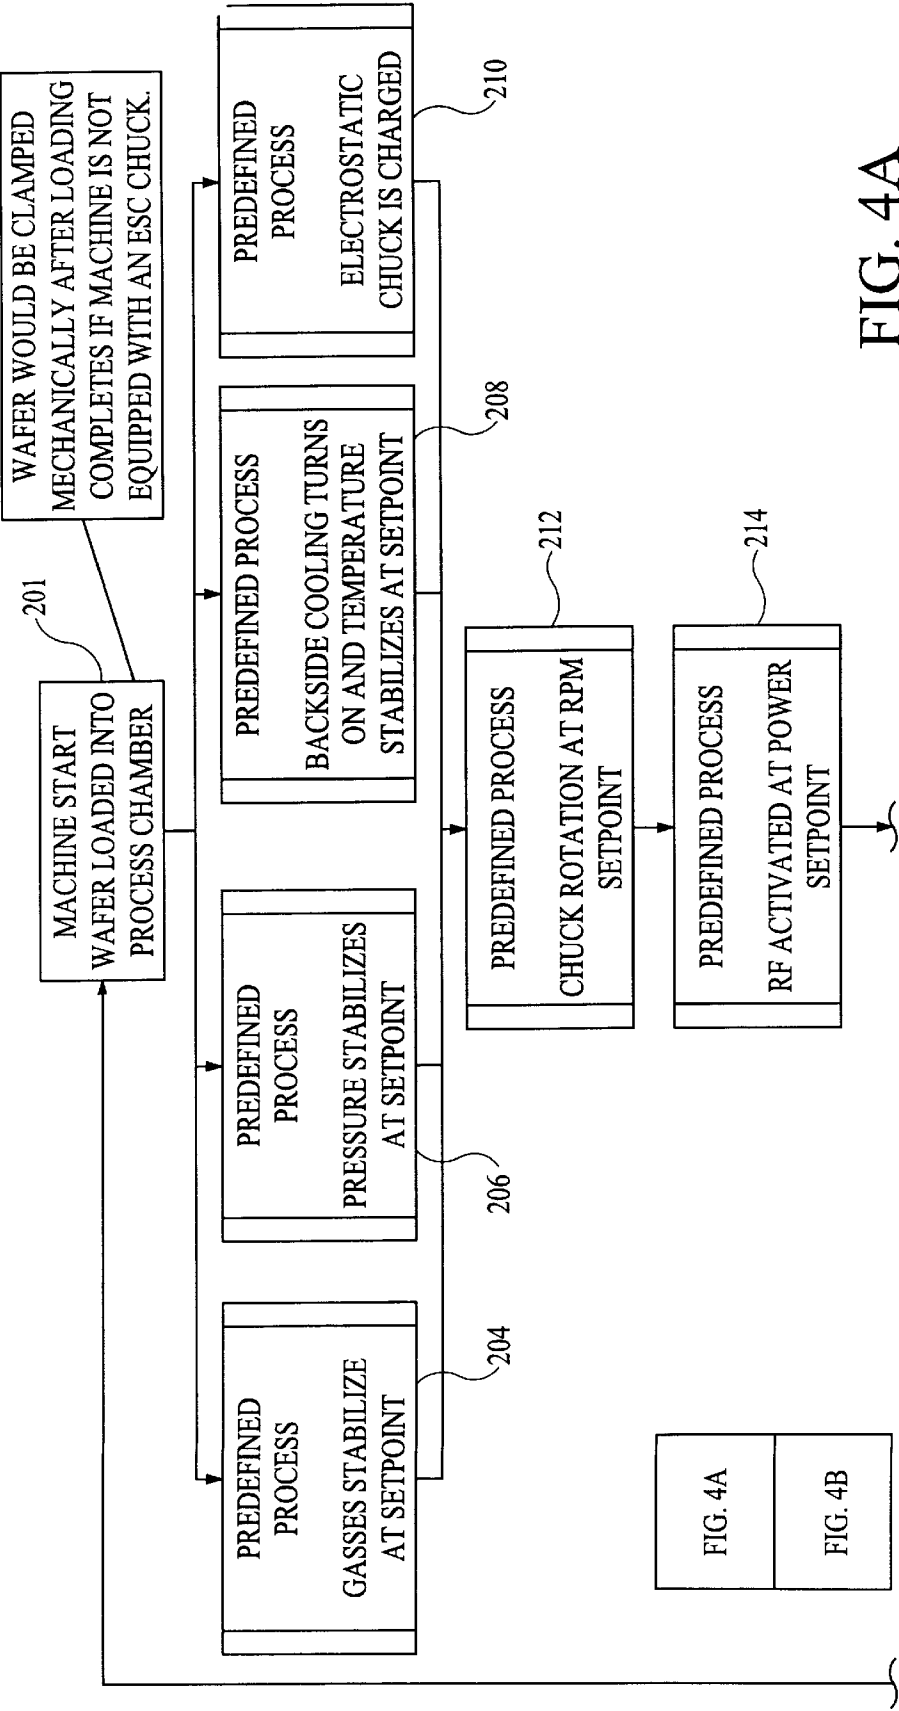 MACHINE START
WAFER LOADED INTO
PROCESS CHAMBER
201
WAFER WOULD BE CLAMPED
MECHANICALLY AFTER LOADING
COMPLETES IF MACHINE IS NOT
EQUIPPED WITH AN ESC CHUCK.
PREDEFINED
PROCESS
GASSES STABILIZE
AT SETPOINT
204
PREDEFINED
PROCESS
PRESSURE STABILIZES
AT SETPOINT
206
PREDEFINED PROCESS
BACKSIDE COOLING TURNS
ON AND TEMPERATURE
STABILIZES AT SETPOINT
208
PREDEFINED
PROCESS
ELECTROSTATIC
CHUCK IS CHARGED
210
PREDEFINED PROCESS
CHUCK ROTATION AT RPM
SETPOINT
212
PREDEFINED PROCESS
RF ACTIVATED AT POWER
SETPOINT
214
FIG. 4A
FIG. 4B
FIG. 4A